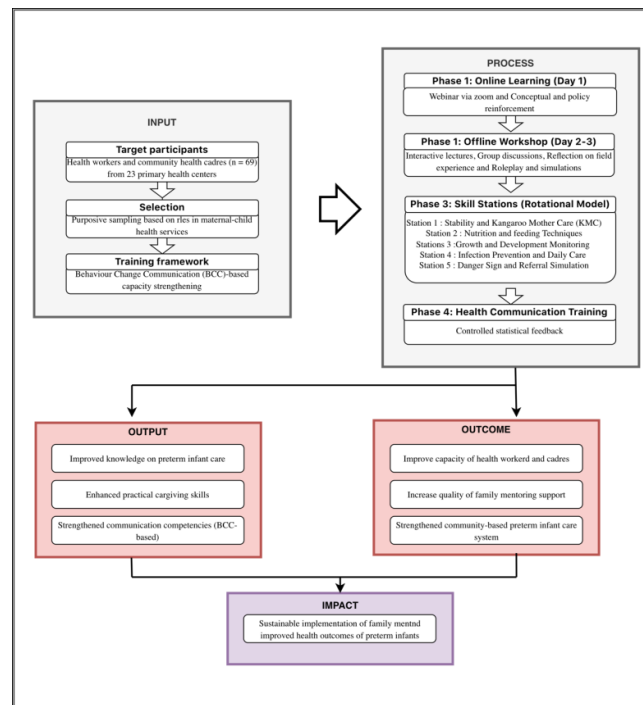 INPUT
Target participants
Health workers and community health cadres (n = 69)
from 23 primary health centers
Selection
Purposive sampling based on rles in maternal-child
health services
Training framework
Behaviour Change Communication (BCC)-based
capacity strengthening
PROCESS
Phase 1: Online Learning (Day 1)
Webinar via zoom and Conceptual and policy
reinforcement
Phase 1: Offline Workshop (Day 2-3)
Interactive lectures, Group discussions, Reflection on field
experience and Roleplay and simulations
Phase 3: Skill Stations (Rotational Model)
Station 1 : Stability and Kangaroo Mother Care (KMC)
Station 2 : Nutrition and feeding Techniques
Stations 3 :Growth and Development Monitoring
Station 4 : Infection Prevention and Daily Care
Station 5 : Danger Sign and Referral Simulation
Phase 4: Health Communication Training
Controlled statistical feedback
OUTPUT
Improved knowledge on preterm infant care
Enhanced practical cargiving skills
Strengthened communication competencies (BCC-
based)
OUTCOME
Improve capacity of health workerd and cadres
Increase quality of family mentoring support
Strengthened community-based preterm infant care
system
IMPACT
Sustainable implementation of family mentnd
improved health outcomes of preterm infants